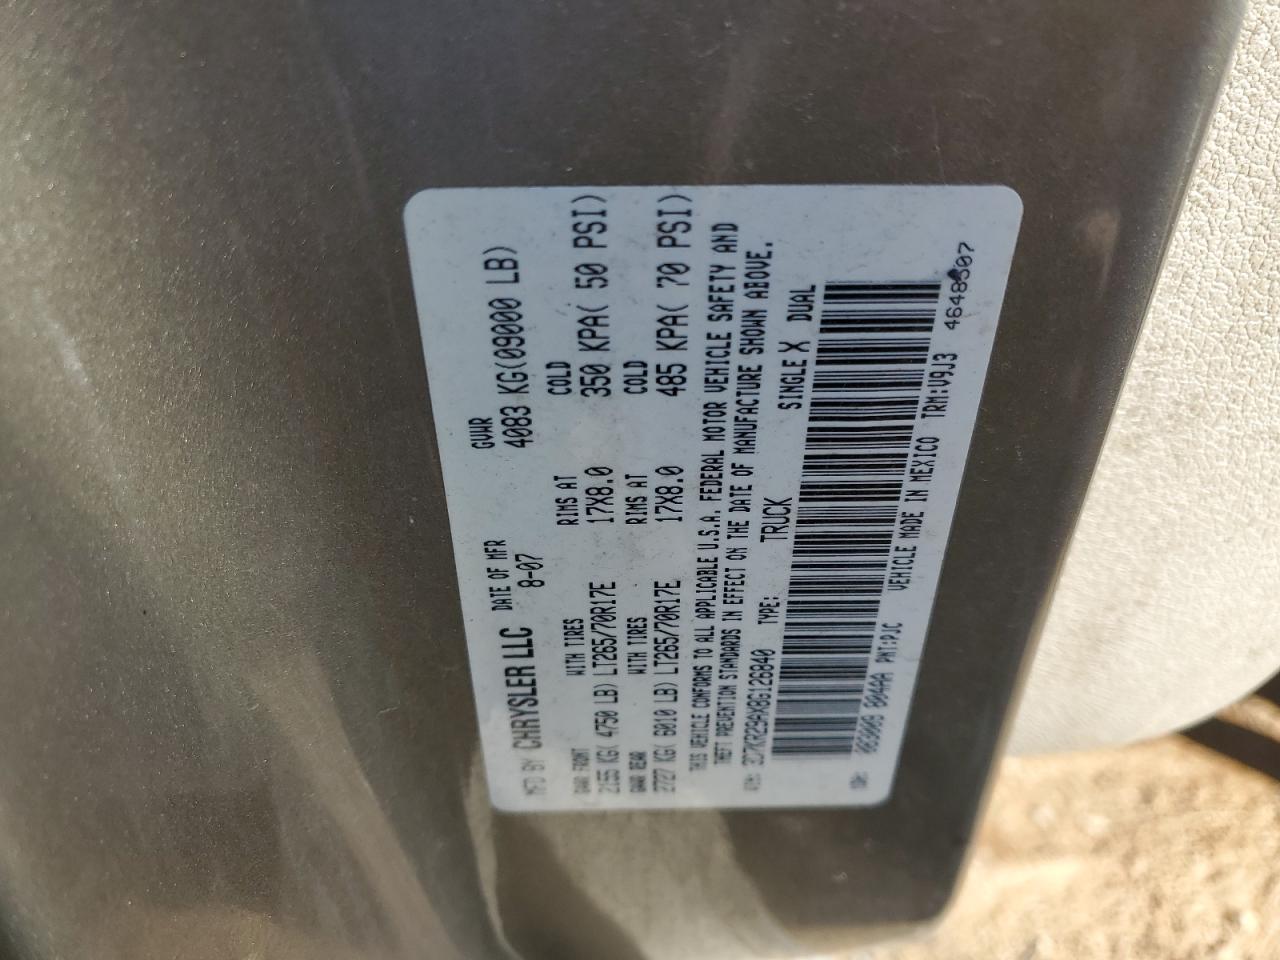 MFD BY CHRYSLER LLC DATE OF MFR 8-07 GVWR 4083 KG(09000 LB)
GAWR FRONT WITH TIRES RIMS AT COLD
2155 KG( 4750 LB) LT265/70R17E 17X8.0 350 KPA( 50 PSI)
GAWR REAR WITH TIRES RIMS AT COLD
2727 KG( 6010 LB) LT265/70R17E 17X8.0 485 KPA( 70 PSI)
THIS VEHICLE CONFORMS TO ALL APPLICABLE U.S.A. FEDERAL MOTOR VEHICLE SAFETY AND
THEFT PREVENTION STANDARDS IN EFFECT ON THE DATE OF MANUFACTURE SHOWN ABOVE.
VIN: 3D7KR29AX8G126840 TYPE: TRUCK SINGLE X DUAL
VEHICLE MADE IN MEXICO
PNT:PJC TRM:V9J3